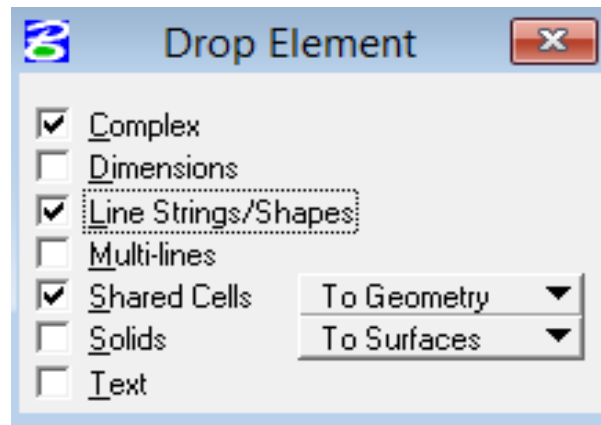 Drop Element
Complex
Dimensions
Line Strings/Shapes
Multi-lines
Shared Cells To Geometry
Solids To Surfaces
Text